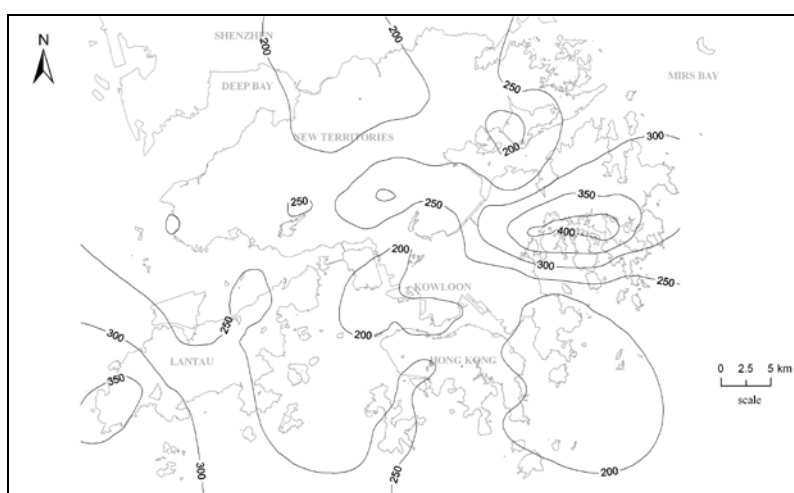 N
SHENZHEN
200
200
DEEP BAY
MIRS BAY
250
NEW TERRITORIES
300
200
350
250
250
400
200
300
250
KOWLOON
250
200
300
LANTAU
HONG KONG
0 2.5 5 km
scale
350
300
250
200